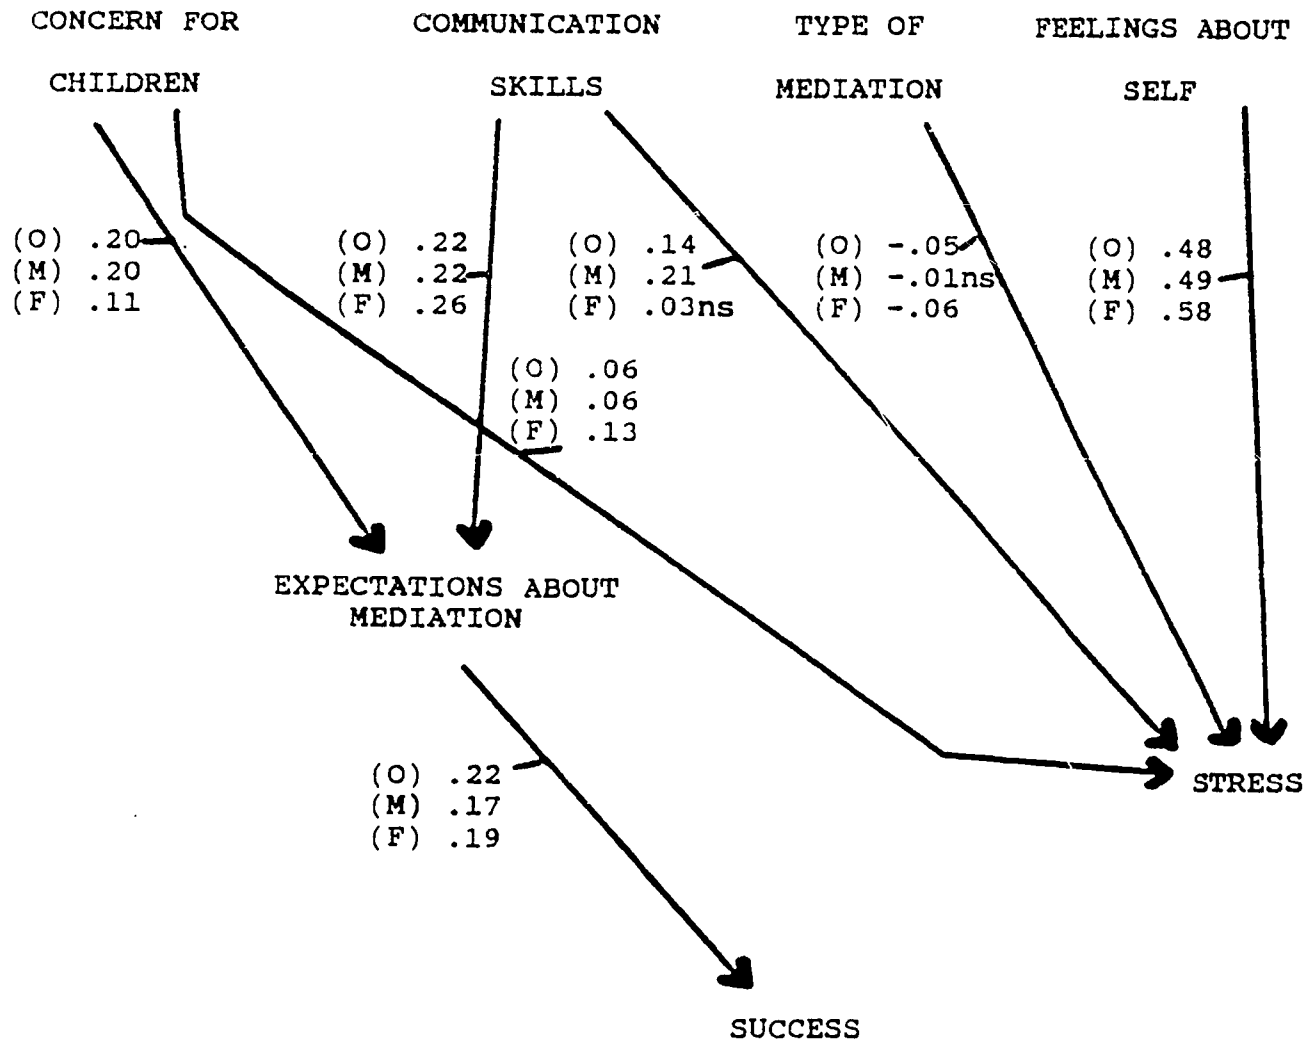 CONCERN FOR
CHILDREN
COMMUNICATION
SKILLS
TYPE OF
MEDIATION
FEELINGS ABOUT
SELF
(O) .20
(M) .20
(F) .11
(O) .22
(M) .22
(F) .26
(O) .14
(M) .21
(F) .03ns
(O) -.05
(M) -.01ns
(F) -.06
(O) .48
(M) .49
(F) .58
(O) .06
(M) .06
(F) .13
EXPECTATIONS ABOUT
MEDIATION
(O) .22
(M) .17
(F) .19
STRESS
SUCCESS